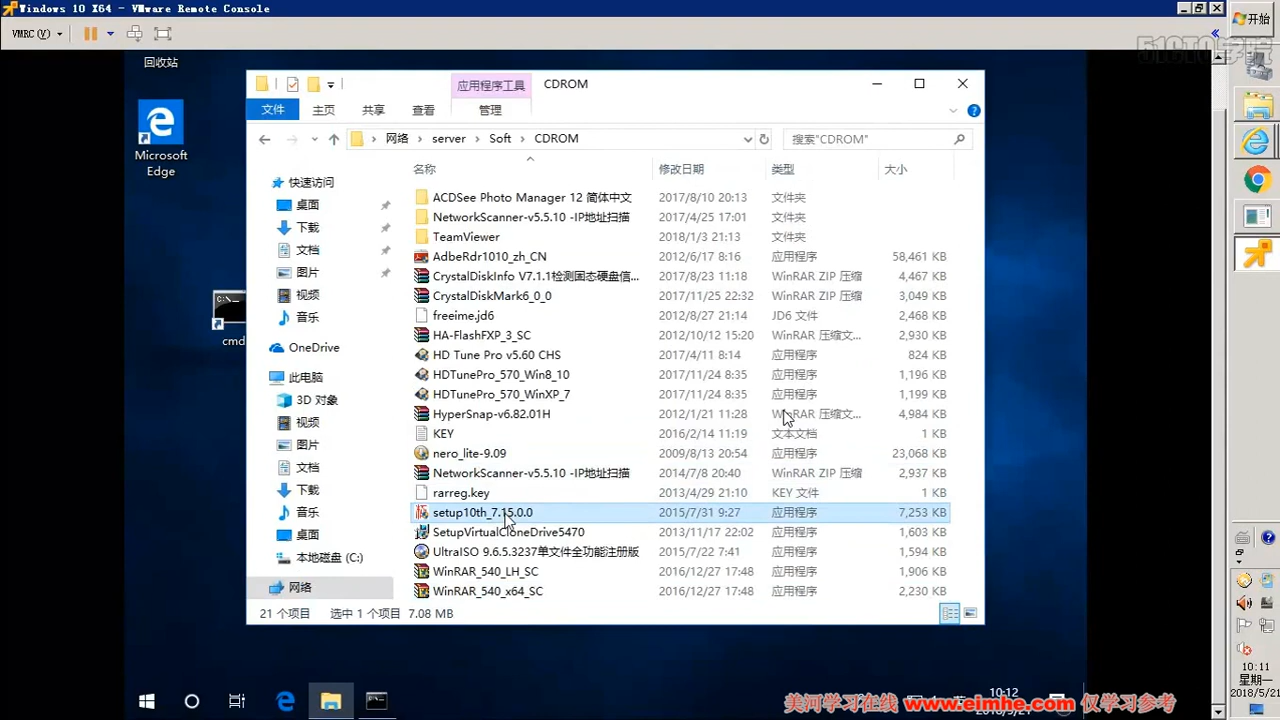 Windows 10 X64 - VMware Remote Console
VMRC(V)
开始
51CTO学院
回收站
应用程序工具
CDROM
文件
主页
共享
查看
管理
网络 > server > Soft > CDROM
搜索"CDROM"
名称 修改日期 类型 大小
快速访问
桌面
下载
文档
图片
视频
音乐
OneDrive
此电脑
3D 对象
视频
图片
文档
下载
音乐
桌面
本地磁盘 (C:)
网络
ACDSee Photo Manager 12 简体中文 2017/8/10 20:13 文件夹
NetworkScanner-v5.5.10 -IP地址扫描 2017/4/25 17:01 文件夹
TeamViewer 2018/1/3 21:13 文件夹
AdbeRdr1010_zh_CN 2012/6/17 8:16 应用程序 58,461 KB
CrystalDiskInfo V7.1.1检测固态硬盘信... 2017/8/23 11:18 WinRAR ZIP 压缩 4,467 KB
CrystalDiskMark6_0_0 2017/11/25 22:32 WinRAR ZIP 压缩 3,049 KB
freeime.jd6 2012/8/27 21:14 JD6 文件 2,468 KB
HA-FlashFXP_3_SC 2012/10/12 15:20 WinRAR 压缩文... 2,930 KB
HD Tune Pro v5.60 CHS 2017/4/11 8:14 应用程序 824 KB
HDTunePro_570_Win8_10 2017/11/24 8:35 应用程序 1,196 KB
HDTunePro_570_WinXP_7 2017/11/24 8:35 应用程序 1,199 KB
HyperSnap-v6.82.01H 2012/1/21 11:28 WinRAR 压缩文... 4,984 KB
KEY 2016/2/14 11:19 文本文档 1 KB
nero_lite-9.09 2009/8/13 20:54 应用程序 23,068 KB
NetworkScanner-v5.5.10 -IP地址扫描 2014/7/8 20:40 WinRAR ZIP 压缩 2,937 KB
rarreg.key 2013/4/29 21:10 KEY 文件 1 KB
setup10th_7.15.0.0 2015/7/31 9:27 应用程序 7,253 KB
SetupVirtualCloneDrive5470 2013/11/17 22:02 应用程序 1,603 KB
UltraISO 9.6.5.3237单文件全功能注册版 2015/7/22 7:41 应用程序 1,594 KB
WinRAR_540_LH_SC 2016/12/27 17:48 应用程序 1,906 KB
WinRAR_540_x64_SC 2016/12/27 17:48 应用程序 2,230 KB
21 个项目 选中 1 个项目 7.08 MB
Microsoft
Edge
cmd
10:12
美河学习在线 www.eimhe.com 仅学习参考
10:11
星期一
2018/5/21